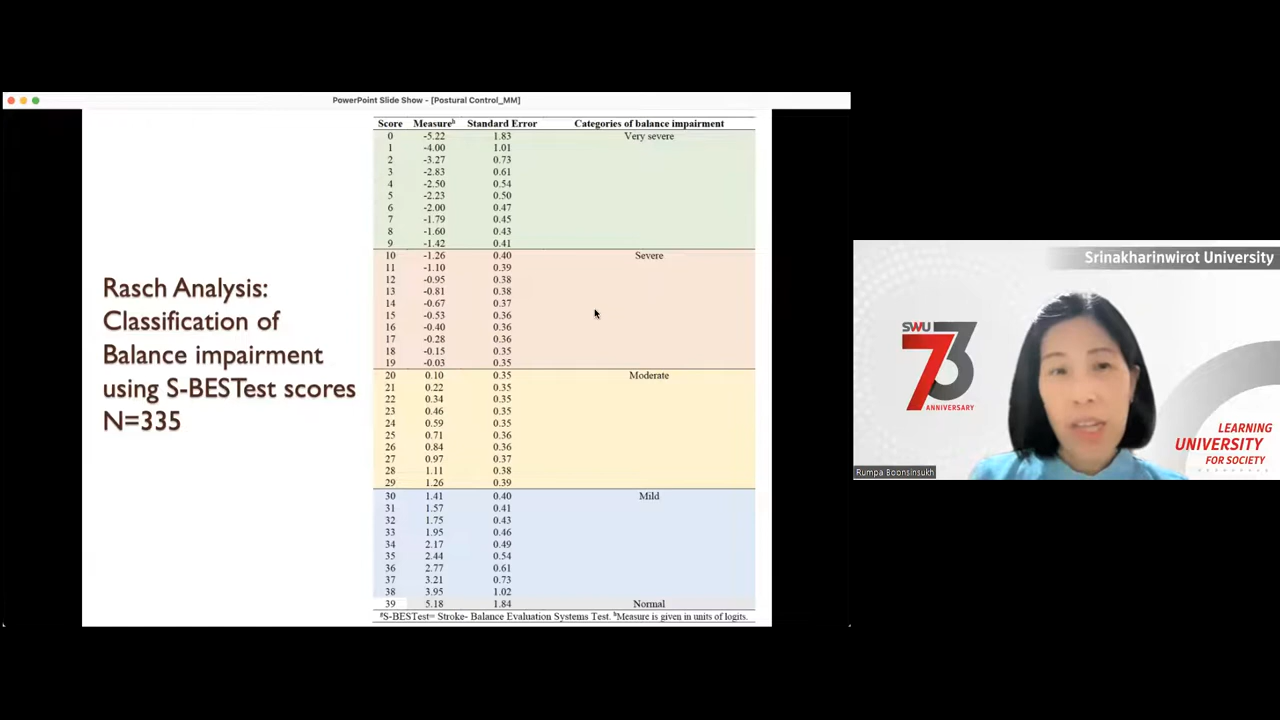 PowerPoint Slide Show - [Postural Control_MM]
Rasch Analysis:
Classification of
Balance impairment
using S-BESTest scores
N=335
Score Measureᵇ Standard Error Categories of balance impairment
0 -5.22 1.83 Very severe
1 -4.00 1.01
2 -3.27 0.73
3 -2.83 0.61
4 -2.50 0.54
5 -2.23 0.50
6 -2.00 0.47
7 -1.79 0.45
8 -1.60 0.43
9 -1.42 0.41
10 -1.26 0.40 Severe
11 -1.10 0.39
12 -0.95 0.38
13 -0.81 0.38
14 -0.67 0.37
15 -0.53 0.36
16 -0.40 0.36
17 -0.28 0.36
18 -0.15 0.35
19 -0.03 0.35
20 0.10 0.35 Moderate
21 0.22 0.35
22 0.34 0.35
23 0.46 0.35
24 0.59 0.35
25 0.71 0.36
26 0.84 0.36
27 0.97 0.37
28 1.11 0.38
29 1.26 0.39
30 1.41 0.40 Mild
31 1.57 0.41
32 1.75 0.43
33 1.95 0.46
34 2.17 0.49
35 2.44 0.54
36 2.77 0.61
37 3.21 0.73
38 3.95 1.02
39 5.18 1.84 Normal
ᵃS-BESTest= Stroke- Balance Evaluation Systems Test. ᵇMeasure is given in units of logits.
Srinakharinwirot University
SWU
73
ANNIVERSARY
LEARNING
UNIVERSITY
FOR SOCIETY
Rumpa Boonsinsukh